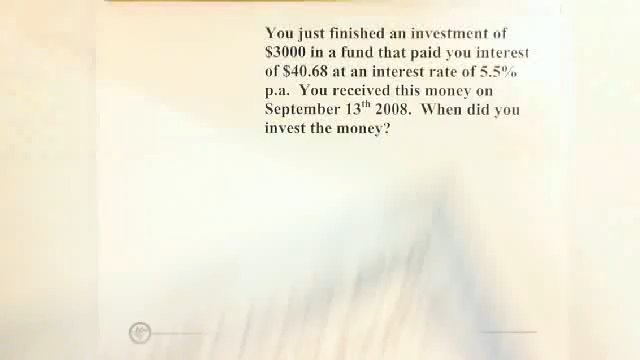 You just finished an investment of
$3000 in a fund that paid you interest
of $40.68 at an interest rate of 5.5%
p.a. You received this money on
September 13th 2008. When did you
invest the money?